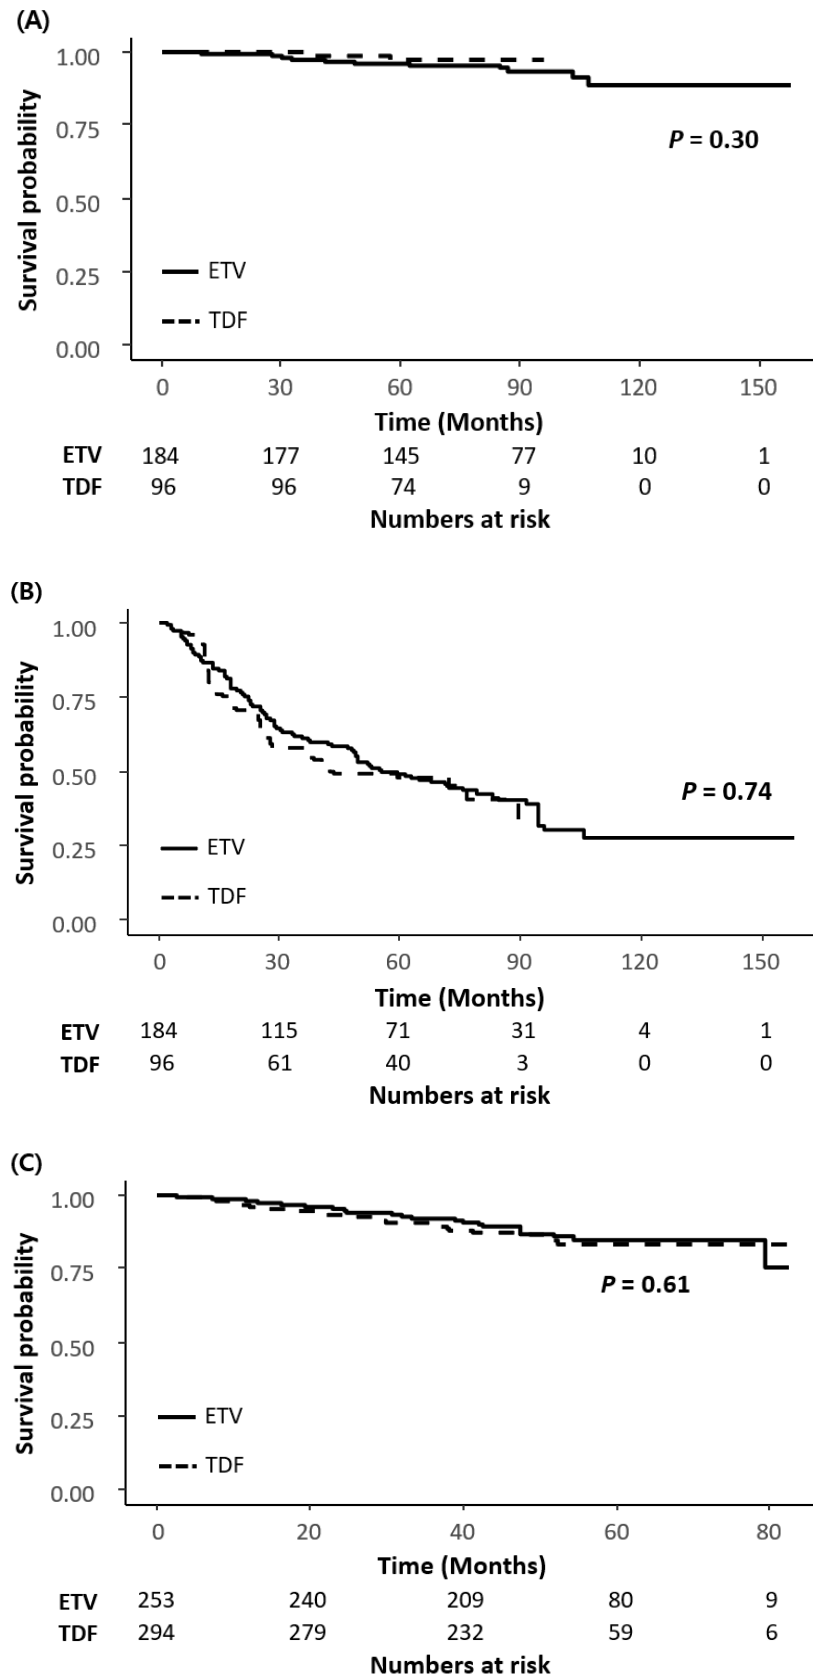 (A)
1.00
0.75
0.50
0.25
0.00
Survival probability
P = 0.30
ETV
TDF
0 30 60 90 120 150
Time (Months)
ETV 184 177 145 77 10 1
TDF 96 96 74 9 0 0
Numbers at risk
(B)
1.00
0.75
0.50
0.25
0.00
Survival probability
P = 0.74
ETV
TDF
0 30 60 90 120 150
Time (Months)
ETV 184 115 71 31 4 1
TDF 96 61 40 3 0 0
Numbers at risk
(C)
1.00
0.75
0.50
0.25
0.00
Survival probability
P = 0.61
ETV
TDF
0 20 40 60 80
Time (Months)
ETV 253 240 209 80 9
TDF 294 279 232 59 6
Numbers at risk